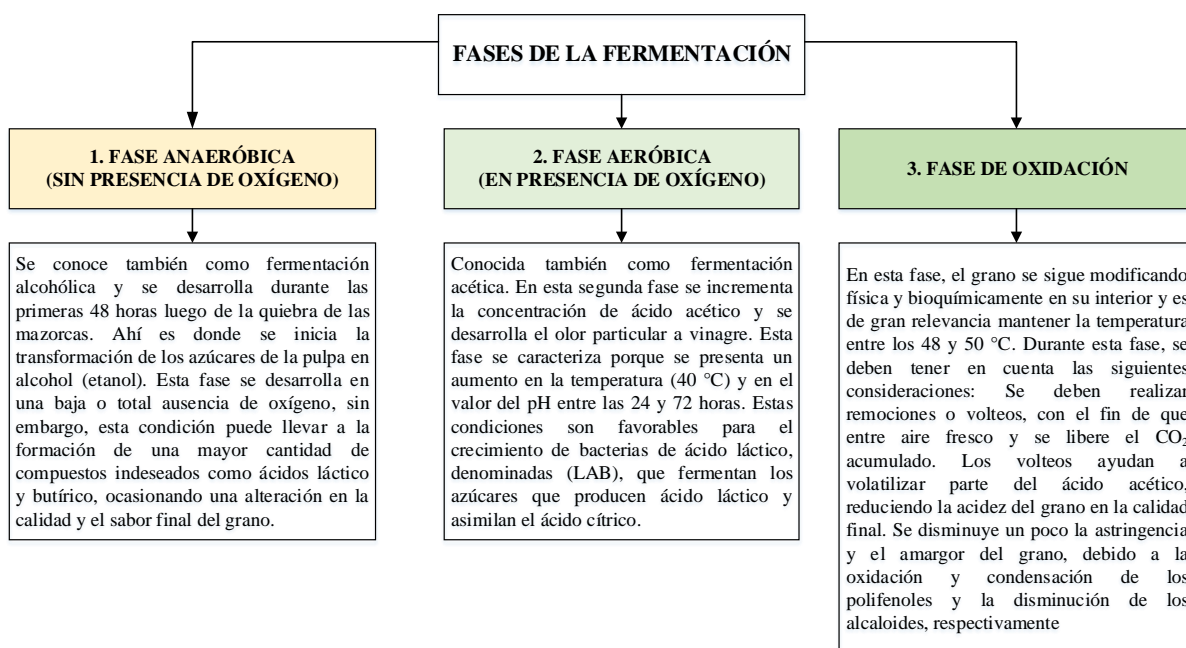 FASES DE LA FERMENTACIÓN
1. FASE ANAERÓBICA
(SIN PRESENCIA DE OXÍGENO)
Se conoce también como fermentación
alcohólica y se desarrolla durante las
primeras 48 horas luego de la quiebra de las
mazorcas. Ahí es donde se inicia la
transformación de los azúcares de la pulpa en
alcohol (etanol). Esta fase se desarrolla en
una baja o total ausencia de oxígeno, sin
embargo, esta condición puede llevar a la
formación de una mayor cantidad de
compuestos indeseados como ácidos láctico
y butírico, ocasionando una alteración en la
calidad y el sabor final del grano.
2. FASE AERÓBICA
(EN PRESENCIA DE OXÍGENO)
Conocida también como fermentación
acética. En esta segunda fase se incrementa
la concentración de ácido acético y se
desarrolla el olor particular a vinagre. Esta
fase se caracteriza porque se presenta un
aumento en la temperatura (40 °C) y en el
valor del pH entre las 24 y 72 horas. Estas
condiciones son favorables para el
crecimiento de bacterias de ácido láctico,
denominadas (LAB), que fermentan los
azúcares que producen ácido láctico y
asimilan el ácido cítrico.
3. FASE DE OXIDACIÓN
En esta fase, el grano se sigue modificando
física y bioquímicamente en su interior y es
de gran relevancia mantener la temperatura
entre los 48 y 50 °C. Durante esta fase, se
deben tener en cuenta las siguientes
consideraciones: Se deben realizar
remociones o volteos, con el fin de que
entre aire fresco y se libere el CO₂
acumulado. Los volteos ayudan a
volatilizar parte del ácido acético,
reduciendo la acidez del grano en la calidad
final. Se disminuye un poco la astringencia
y el amargor del grano, debido a la
oxidación y condensación de los
polifenoles y la disminución de los
alcaloides, respectivamente